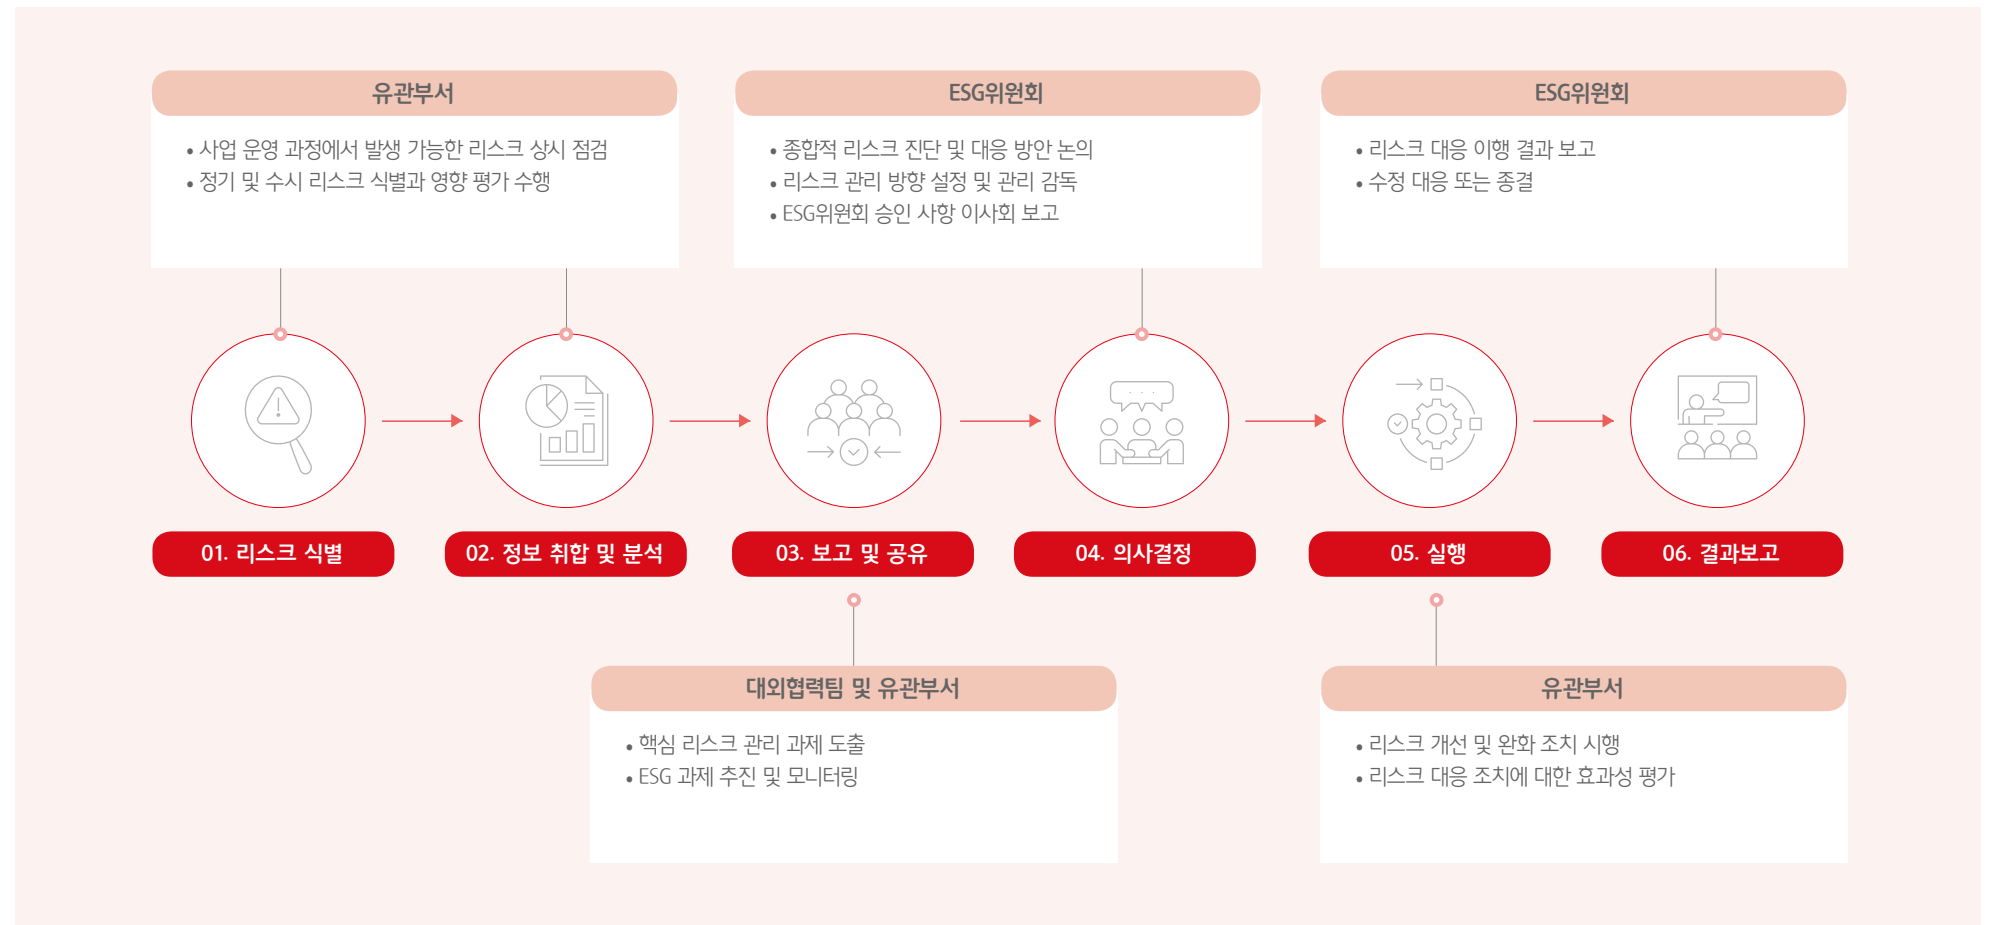 유관부서
• 사업 운영 과정에서 발생 가능한 리스크 상시 점검
• 정기 및 수시 리스크 식별과 영향 평가 수행
ESG위원회
• 종합적 리스크 진단 및 대응 방안 논의
• 리스크 관리 방향 설정 및 관리 감독
• ESG위원회 승인 사항 이사회 보고
ESG위원회
• 리스크 대응 이행 결과 보고
• 수정 대응 또는 종결
01. 리스크 식별
02. 정보 취합 및 분석
03. 보고 및 공유
04. 의사결정
05. 실행
06. 결과보고
대외협력팀 및 유관부서
• 핵심 리스크 관리 과제 도출
• ESG 과제 추진 및 모니터링
유관부서
• 리스크 개선 및 완화 조치 시행
• 리스크 대응 조치에 대한 효과성 평가